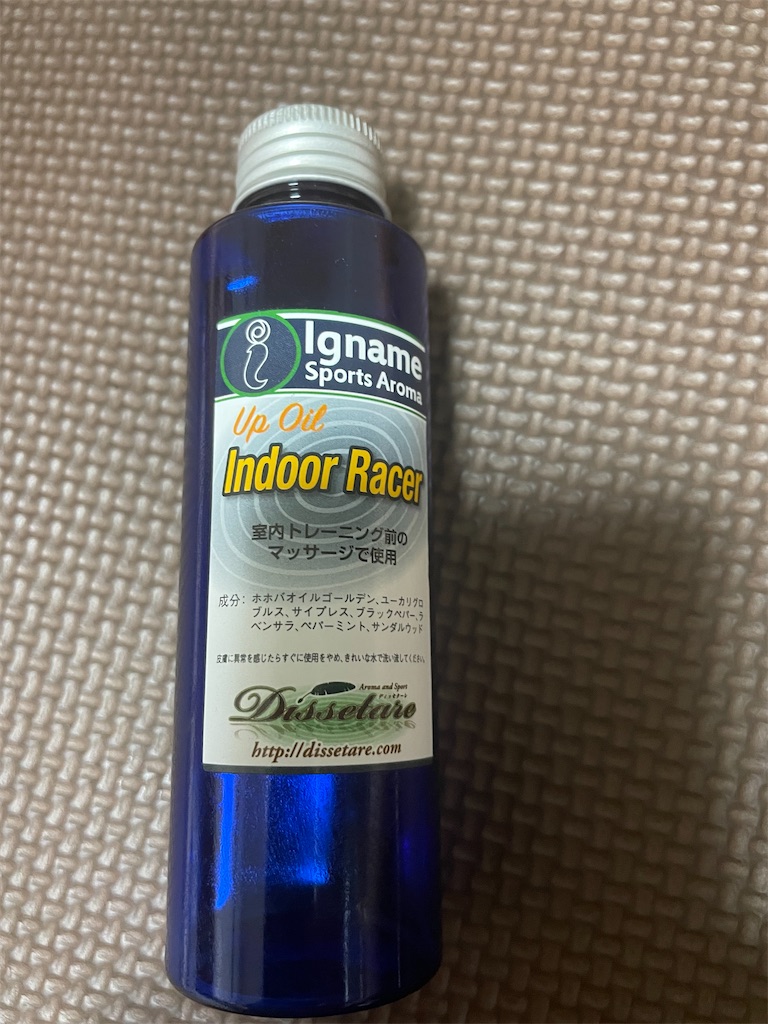 Igname
Sports Aroma
Up Oil
Indoor Racer
室内トレーニング前の
マッサージで使用
成分：ホホバオイルゴールデン、ユーカリグロ
ブルス、サイプレス、ブラックペパー、ラ
ベンサラ、ペパーミント、サンダルウッド
皮膚に異常を感じたらすぐに使用をやめ、きれいな水で洗い流してください。
Aroma and Sport
ディセターレ
Dissetare
http://dissetare.com